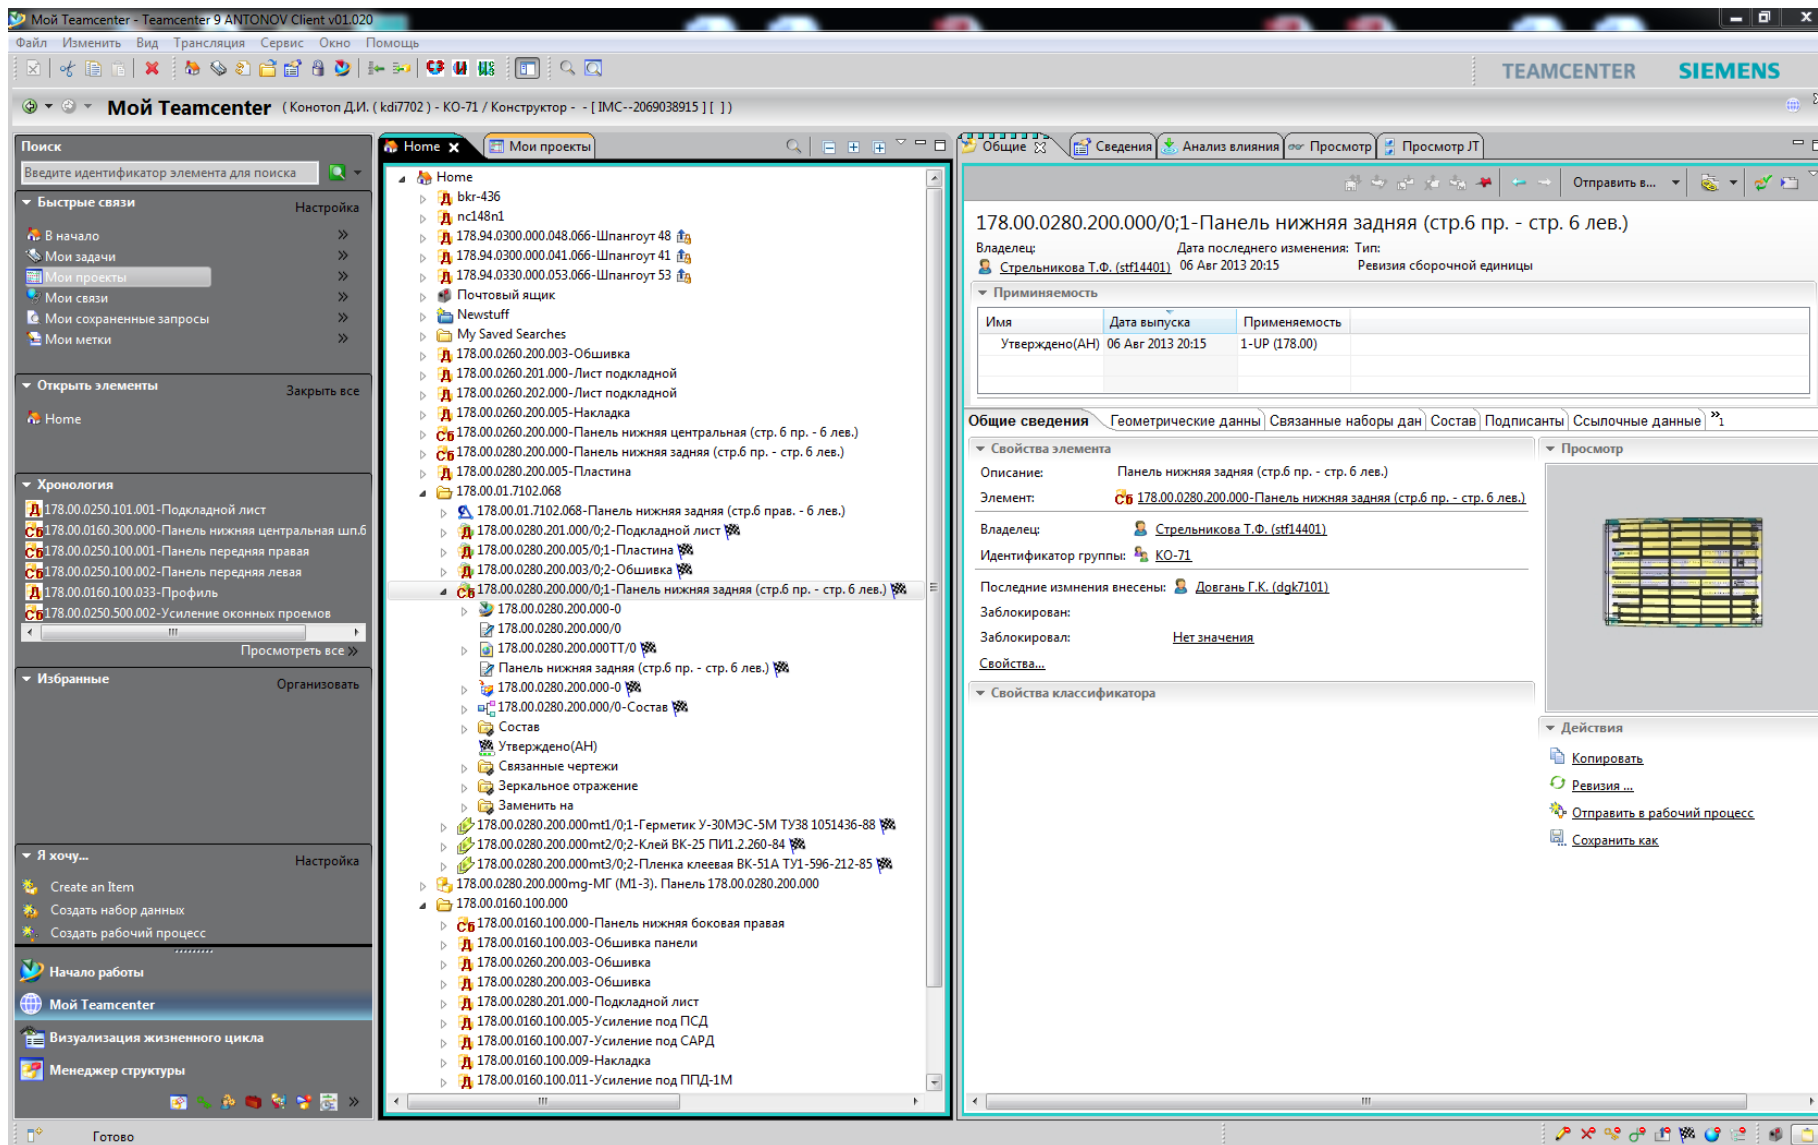 Мой Teamcenter - Teamcenter 9 ANTONOV Client v01.020
Файл Изменить Вид Трансляция Сервис Окно Помощь
TEAMCENTER SIEMENS
Мой Teamcenter ( Конотоп Д.И. ( kdi7702 ) - КО-71 / Конструктор - - [ IMC--2069038915 ] [ ] )
Поиск
Введите идентификатор элемента для поиска
Быстрые связи
Настройка
В начало
Мои задачи
Мои проекты
Мои связи
Мои сохраненные запросы
Мои метки
Открыть элементы
Закрыть все
Home
Хронология
178.00.0250.101.001-Подкладной лист
178.00.0160.300.000-Панель нижняя центральная шп.6
178.00.0250.100.001-Панель передняя правая
178.00.0250.100.002-Панель передняя левая
178.00.0160.100.033-Профиль
178.00.0250.500.002-Усиление оконных проемов
Просмотреть все
Избранные
Организовать
Я хочу...
Настройка
Create an Item
Создать набор данных
Создать рабочий процесс
Начало работы
Мой Teamcenter
Визуализация жизненного цикла
Менеджер структуры
Home Мои проекты
Home
bkr-436
nc148n1
178.94.0300.000.048.066-Шпангоут 48
178.94.0300.000.041.066-Шпангоут 41
178.94.0330.000.053.066-Шпангоут 53
Почтовый ящик
Newstuff
My Saved Searches
178.00.0260.200.003-Обшивка
178.00.0260.201.000-Лист подкладной
178.00.0260.202.000-Лист подкладной
178.00.0260.200.005-Накладка
178.00.0260.200.000-Панель нижняя центральная (стр. 6 пр. - 6 лев.)
178.00.0280.200.000-Панель нижняя задняя (стр.6 пр. - стр. 6 лев.)
178.00.0280.200.005-Пластина
178.00.01.7102.068
178.00.01.7102.068-Панель нижняя задняя (стр.6 прав. - 6 лев.)
178.00.0280.201.000/0;2-Подкладной лист
178.00.0280.200.005/0;1-Пластина
178.00.0280.200.003/0;2-Обшивка
178.00.0280.200.000/0;1-Панель нижняя задняя (стр.6 пр. - стр. 6 лев.)
178.00.0280.200.000-0
178.00.0280.200.000/0
178.00.0280.200.000ТТ/0
Панель нижняя задняя (стр.6 пр. - стр. 6 лев.)
178.00.0280.200.000-0
178.00.0280.200.000/0-Состав
Состав
Утверждено(АН)
Связанные чертежи
Зеркальное отражение
Заменить на
178.00.0280.200.000mt1/0;1-Герметик У-30МЭС-5М ТУ38 1051436-88
178.00.0280.200.000mt2/0;2-Клей ВК-25 ПИ1.2.260-84
178.00.0280.200.000mt3/0;2-Пленка клеевая ВК-51А ТУ1-596-212-85
178.00.0280.200.000mg-МГ (М1-3). Панель 178.00.0280.200.000
178.00.0160.100.000
178.00.0160.100.000-Панель нижняя боковая правая
178.00.0160.100.003-Обшивка панели
178.00.0260.200.003-Обшивка
178.00.0280.200.003-Обшивка
178.00.0280.201.000-Подкладной лист
178.00.0160.100.005-Усиление под ПСД
178.00.0160.100.007-Усиление под САРД
178.00.0160.100.009-Накладка
178.00.0160.100.011-Усиление под ППД-1М
Общие Сведения Анализ влияния Просмотр Просмотр JT
Отправить в...
178.00.0280.200.000/0;1-Панель нижняя задняя (стр.6 пр. - стр. 6 лев.)
Владелец: Дата последнего изменения: Тип:
Стрельникова Т.Ф. (stf14401) 06 Авг 2013 20:15 Ревизия сборочной единицы
Приминяемость
Имя Дата выпуска Применяемость
Утверждено(АН) 06 Авг 2013 20:15 1-UP (178.00)
Общие сведения Геометрические данны Связанные наборы дан Состав Подписанты Ссылочные данные »1
Свойства элемента
Описание: Панель нижняя задняя (стр.6 пр. - стр. 6 лев.)
Элемент: Сб 178.00.0280.200.000-Панель нижняя задняя (стр.6 пр. - стр. 6 лев.)
Владелец: Стрельникова Т.Ф. (stf14401)
Идентификатор группы: КО-71
Последние измнения внесены: Довгань Г.К. (dgk7101)
Заблокирован:
Заблокировал: Нет значения
Свойства...
Свойства классификатора
Просмотр
Действия
Копировать
Ревизия ...
Отправить в рабочий процесс
Сохранить как
Готово